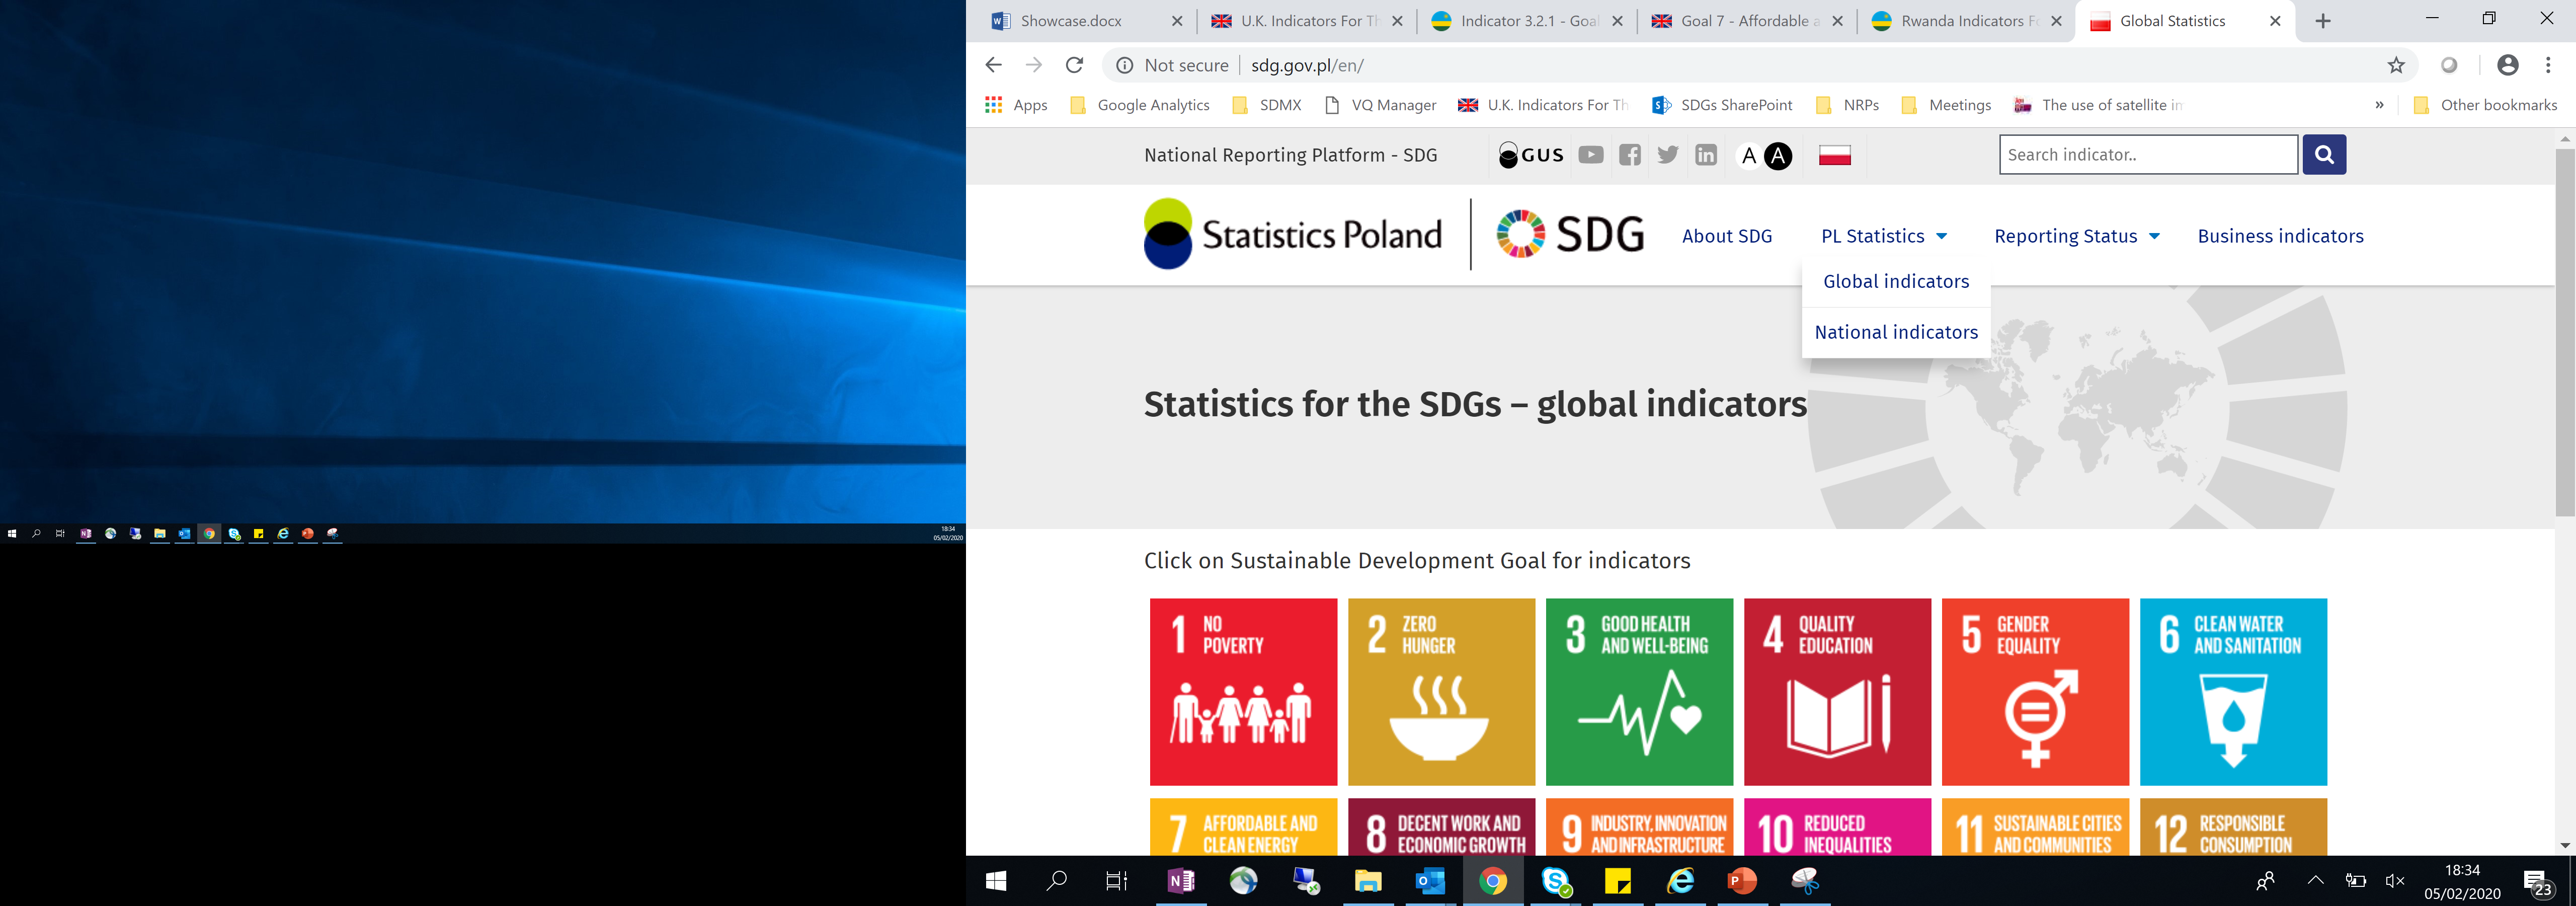 18:34
05/02/2020
Showcase.docx
U.K. Indicators For Th
Indicator 3.2.1 - Goal
Goal 7 - Affordable a
Rwanda Indicators Fo
Global Statistics
Not secure
sdg.gov.pl/en/
Apps
Google Analytics
SDMX
VQ Manager
U.K. Indicators For Th
SDGs SharePoint
NRPs
Meetings
The use of satellite in
»
Other bookmarks
National Reporting Platform - SDG
GUS
A A
Search indicator..
Statistics Poland
SDG
About SDG
PL Statistics
Reporting Status
Business indicators
Global indicators
National indicators
Statistics for the SDGs – global indicators
Click on Sustainable Development Goal for indicators
1 NO
POVERTY
2 ZERO
HUNGER
3 GOOD HEALTH
AND WELL-BEING
4 QUALITY
EDUCATION
5 GENDER
EQUALITY
6 CLEAN WATER
AND SANITATION
7 AFFORDABLE AND
CLEAN ENERGY
8 DECENT WORK AND
ECONOMIC GROWTH
9 INDUSTRY, INNOVATION
AND INFRASTRUCTURE
10 REDUCED
INEQUALITIES
11 SUSTAINABLE CITIES
AND COMMUNITIES
12 RESPONSIBLE
CONSUMPTION
18:34
05/02/2020
23